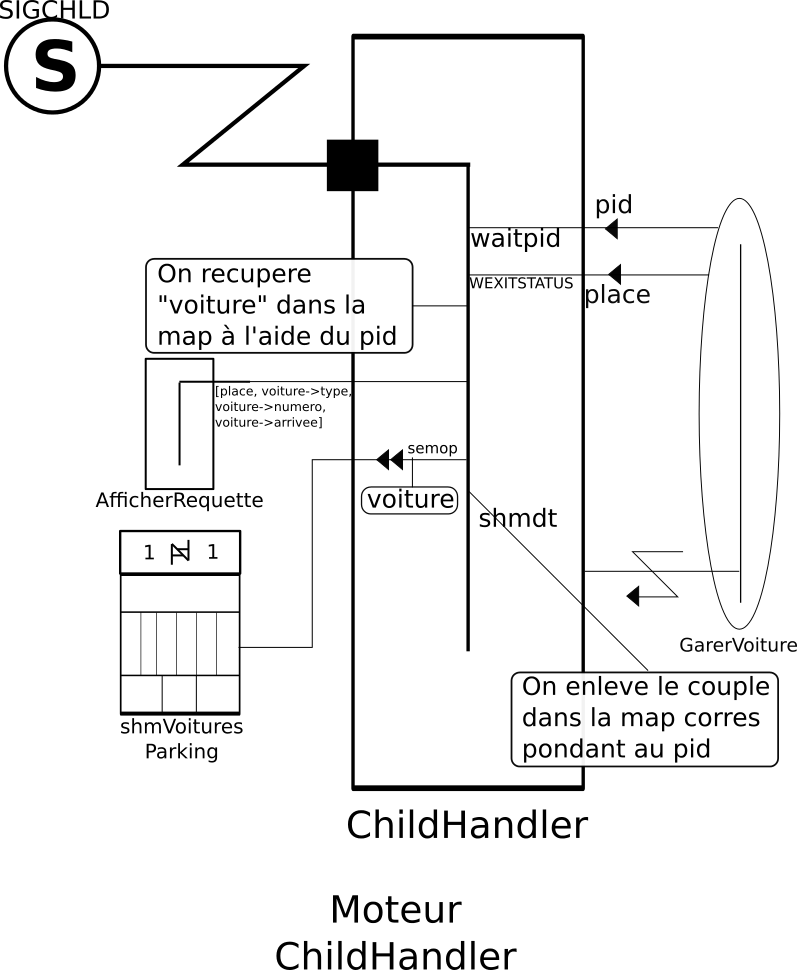 SIGCHLD
S
pid
waitpid
WEXITSTATUS
place
On recupere
"voiture" dans la
map à l'aide du pid
[place, voiture->type,
voiture->numero,
voiture->arrivee]
AfficherRequette
semop
voiture
shmdt
1 N 1
GarerVoiture
shmVoitures
Parking
On enleve le couple
dans la map corres
pondant au pid
ChildHandler
Moteur
ChildHandler